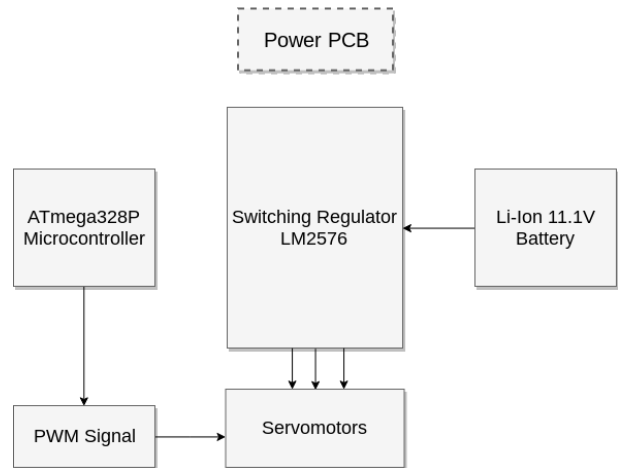 Power PCB
ATmega328P
Microcontroller
Switching Regulator
LM2576
Li-Ion 11.1V
Battery
PWM Signal
Servomotors